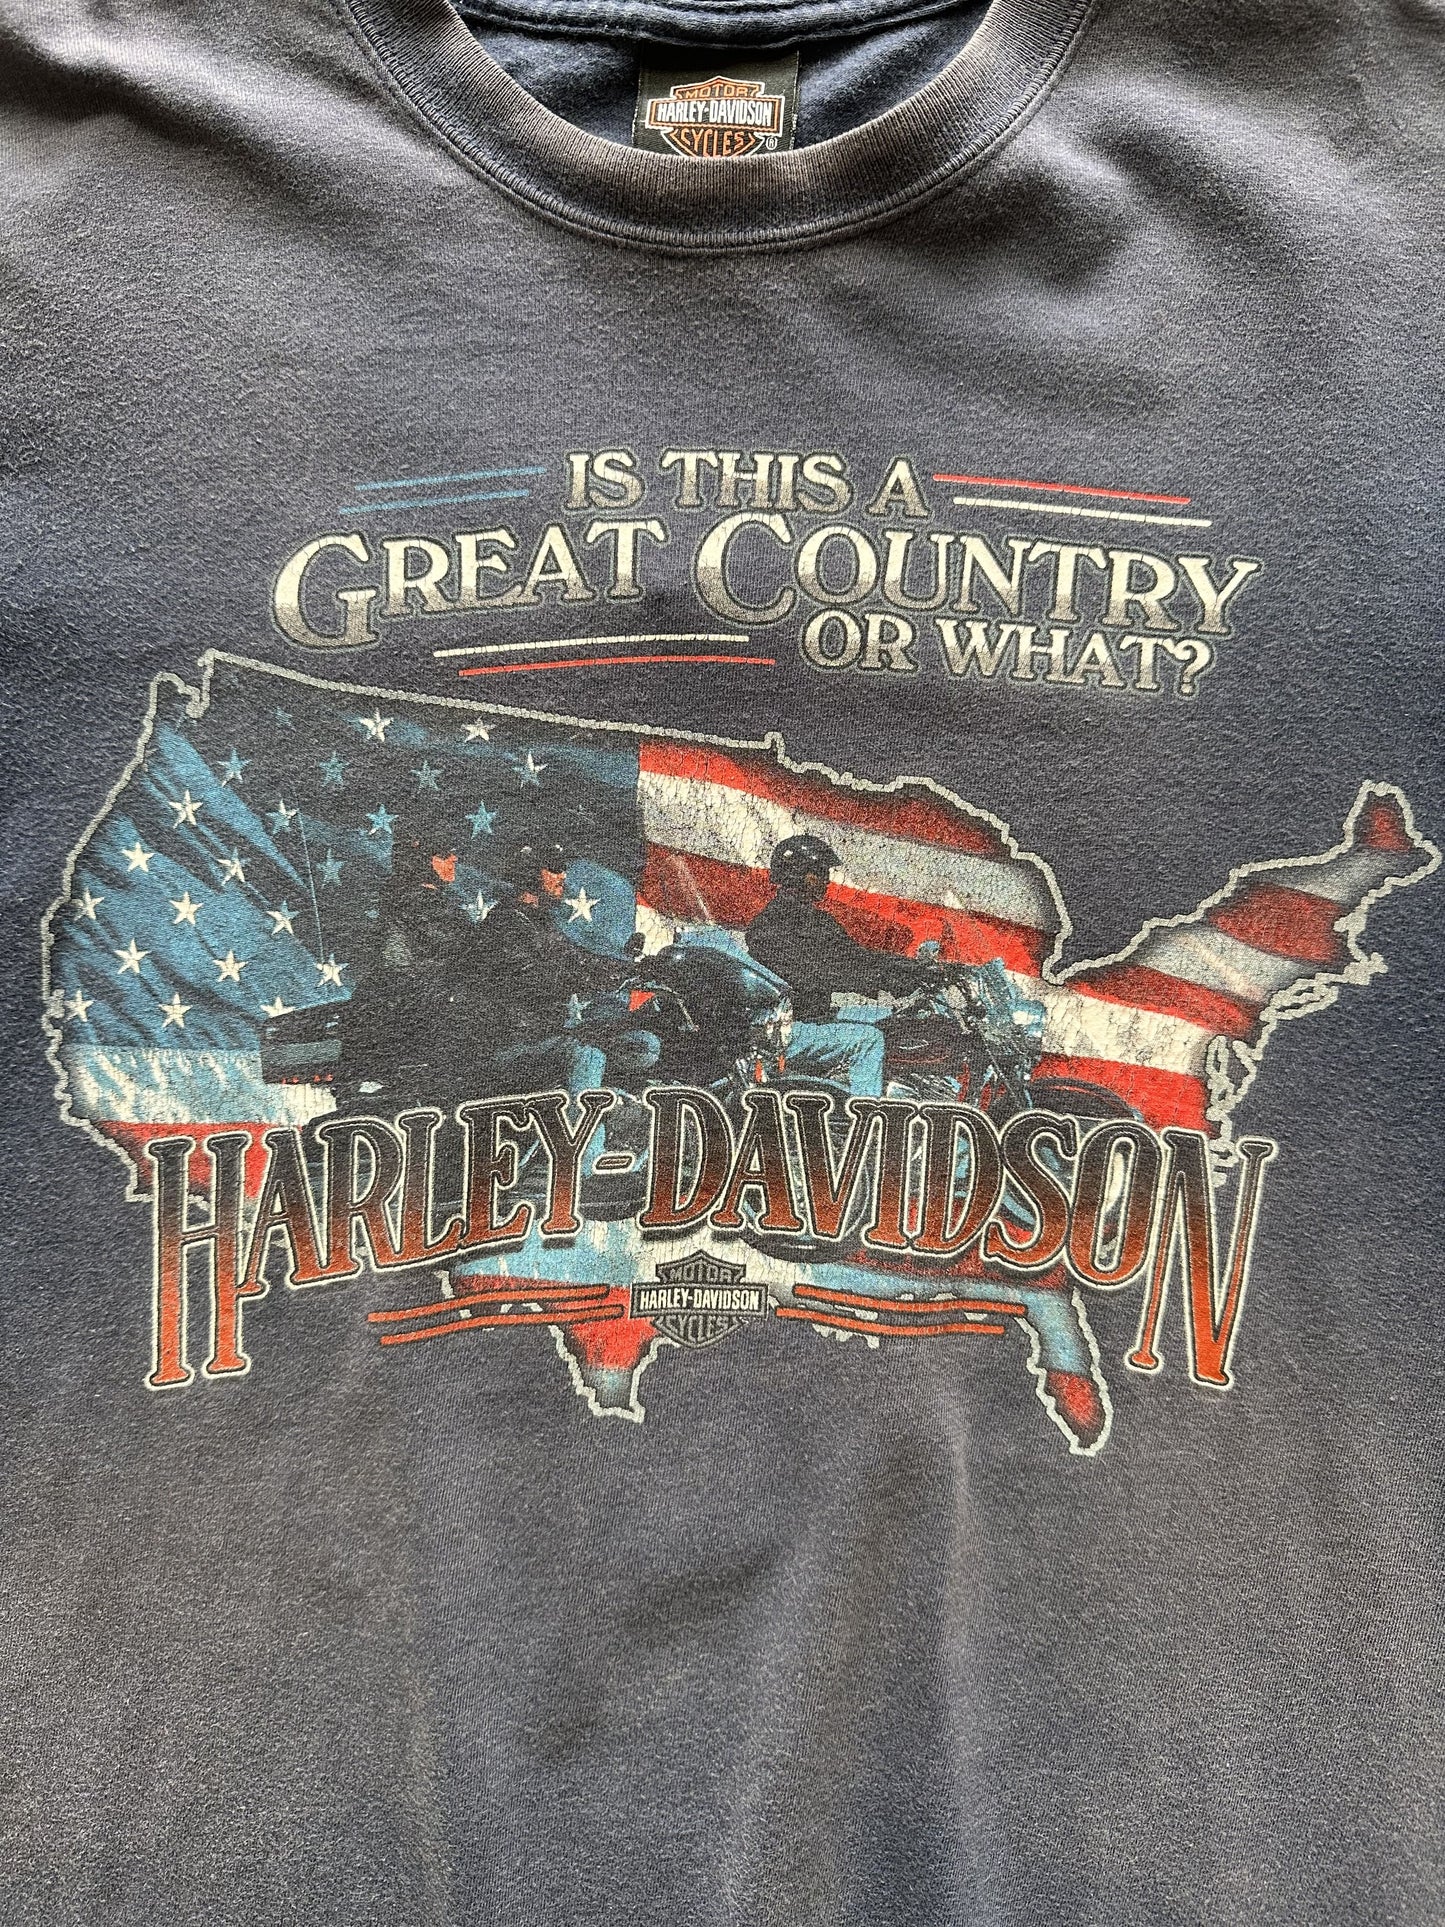 MOTOR
HARLEY-DAVIDSON
CYCLES ®
IS THIS A
GREAT COUNTRY
OR WHAT?
HARLEY-DAVIDSON
MOTOR
HARLEY-DAVIDSON
CYCLES